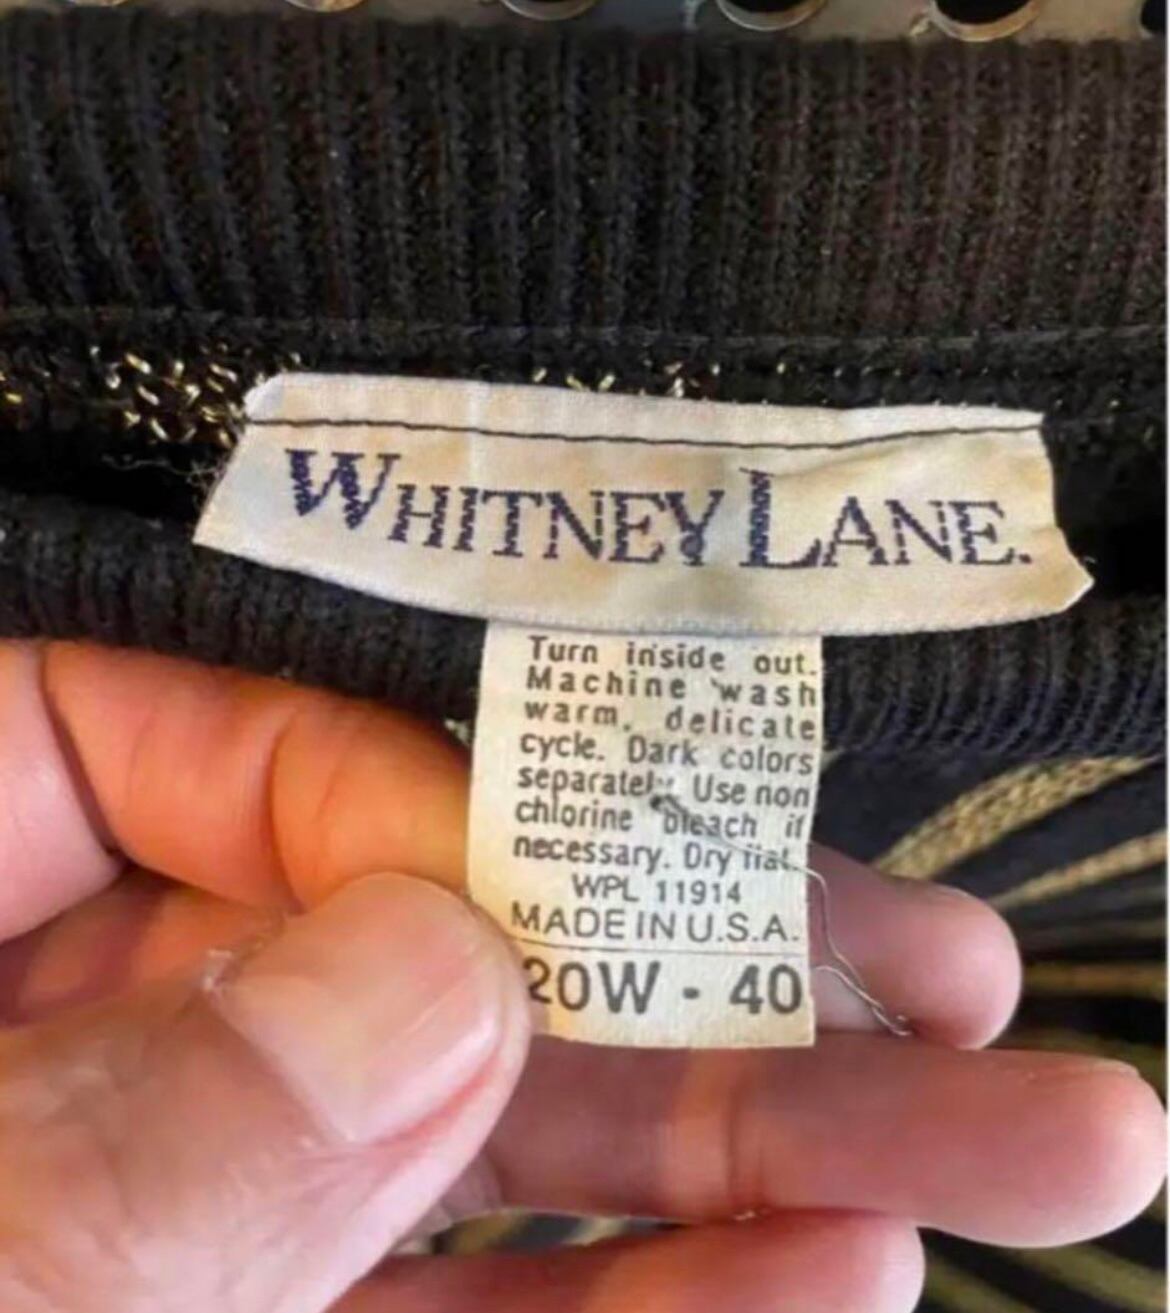 WHITNEY LANE.
Turn inside out.
Machine wash
warm, delicate
cycle. Dark colors
separately. Use non
chlorine bleach if
necessary. Dry flat.
WPL 11914
MADE IN U.S.A.
20W - 40